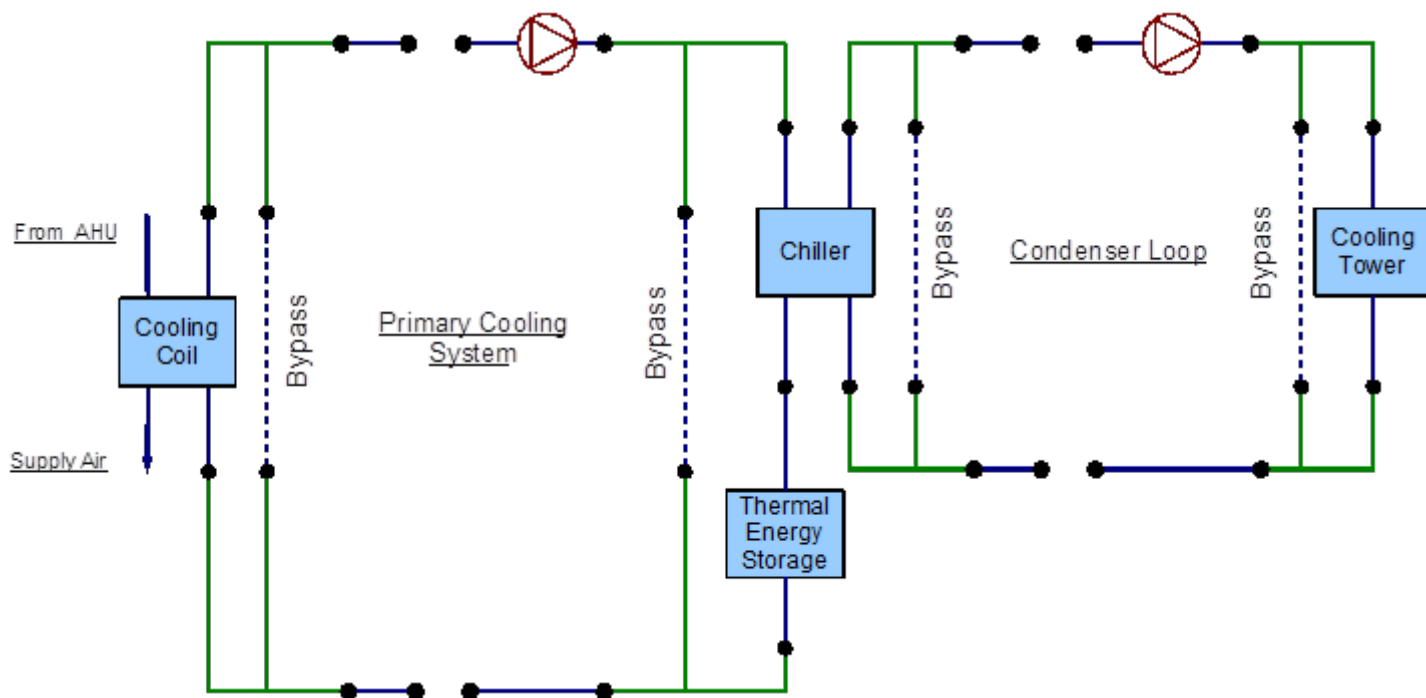 From AHU
Supply Air
Cooling
Coil
Bypass
Primary Cooling
System
Bypass
Chiller
Thermal
Energy
Storage
Bypass
Condenser Loop
Bypass
Cooling
Tower